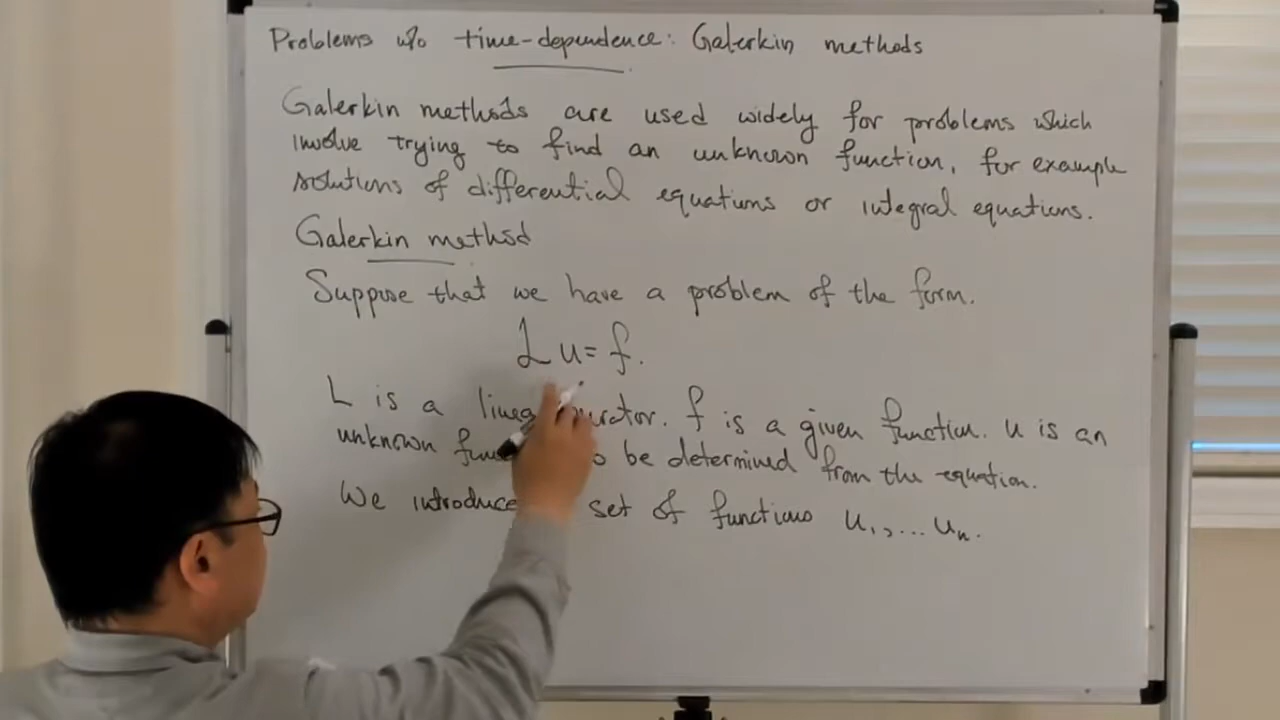 Problems w/o time-dependence: Galerkin methods
Galerkin methods are used widely for problems which
involve trying to find an unknown function, for example
solutions of differential equations or integral equations.
Galerkin method
Suppose that we have a problem of the form.
L u = f.
L is a f is a given function. u is an
unknown be determined from the equation.
We introduce set of functions u1, ... un.